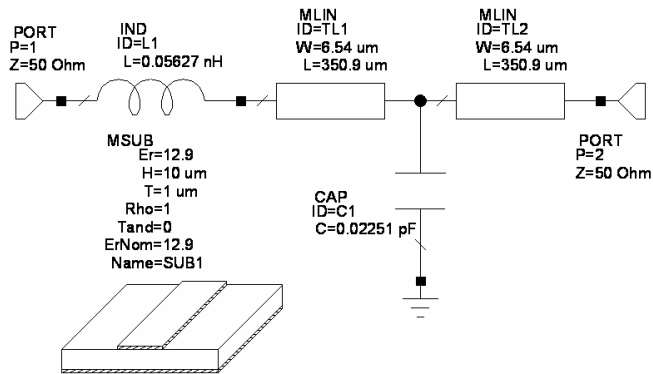 PORT
P=1
Z=50 Ohm
IND
ID=L1
L=0.05627 nH
MLIN
ID=TL1
W=6.54 um
L=350.9 um
MLIN
ID=TL2
W=6.54 um
L=350.9 um
MSUB
Er=12.9
H=10 um
T=1 um
Rho=1
Tand=0
ErNom=12.9
Name=SUB1
CAP
ID=C1
C=0.02251 pF
PORT
P=2
Z=50 Ohm